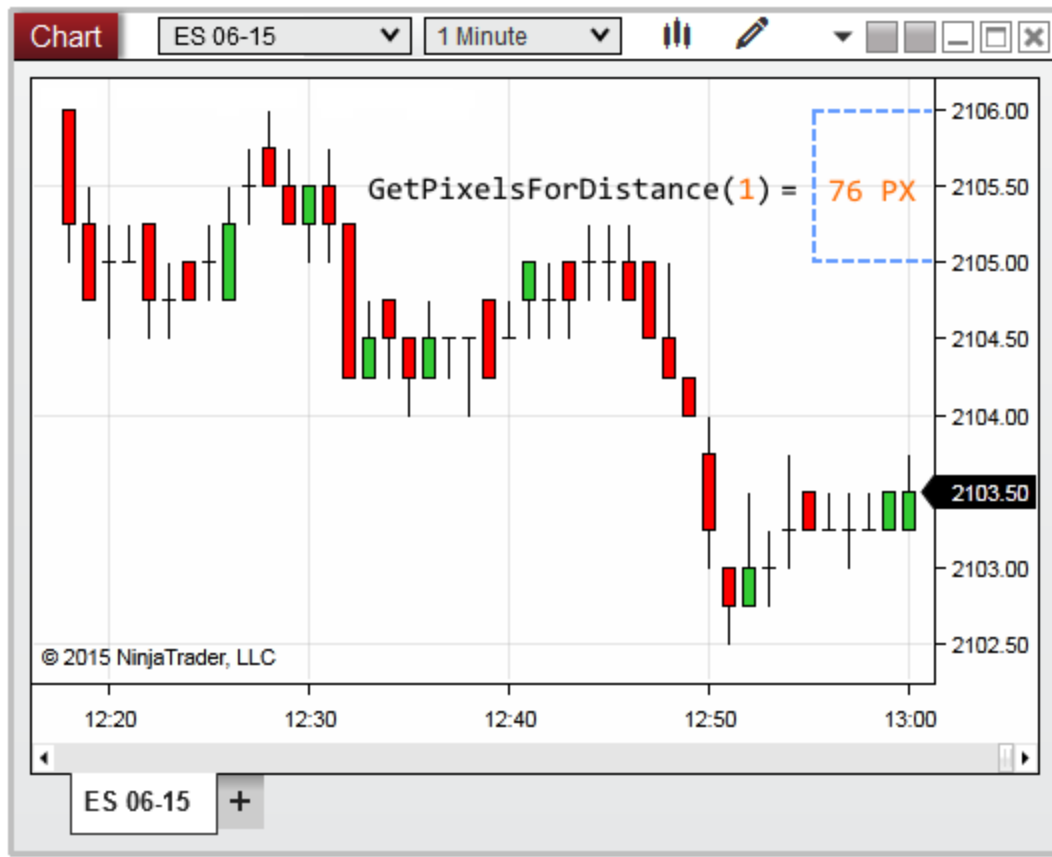 Chart ES 06-15 1 Minute
2106.00
GetPixelsForDistance(1) = 76 PX
2105.50
2105.00
2104.50
2104.00
2103.50
2103.00
2102.50
© 2015 NinjaTrader, LLC
12:20 12:30 12:40 12:50 13:00
ES 06-15 +